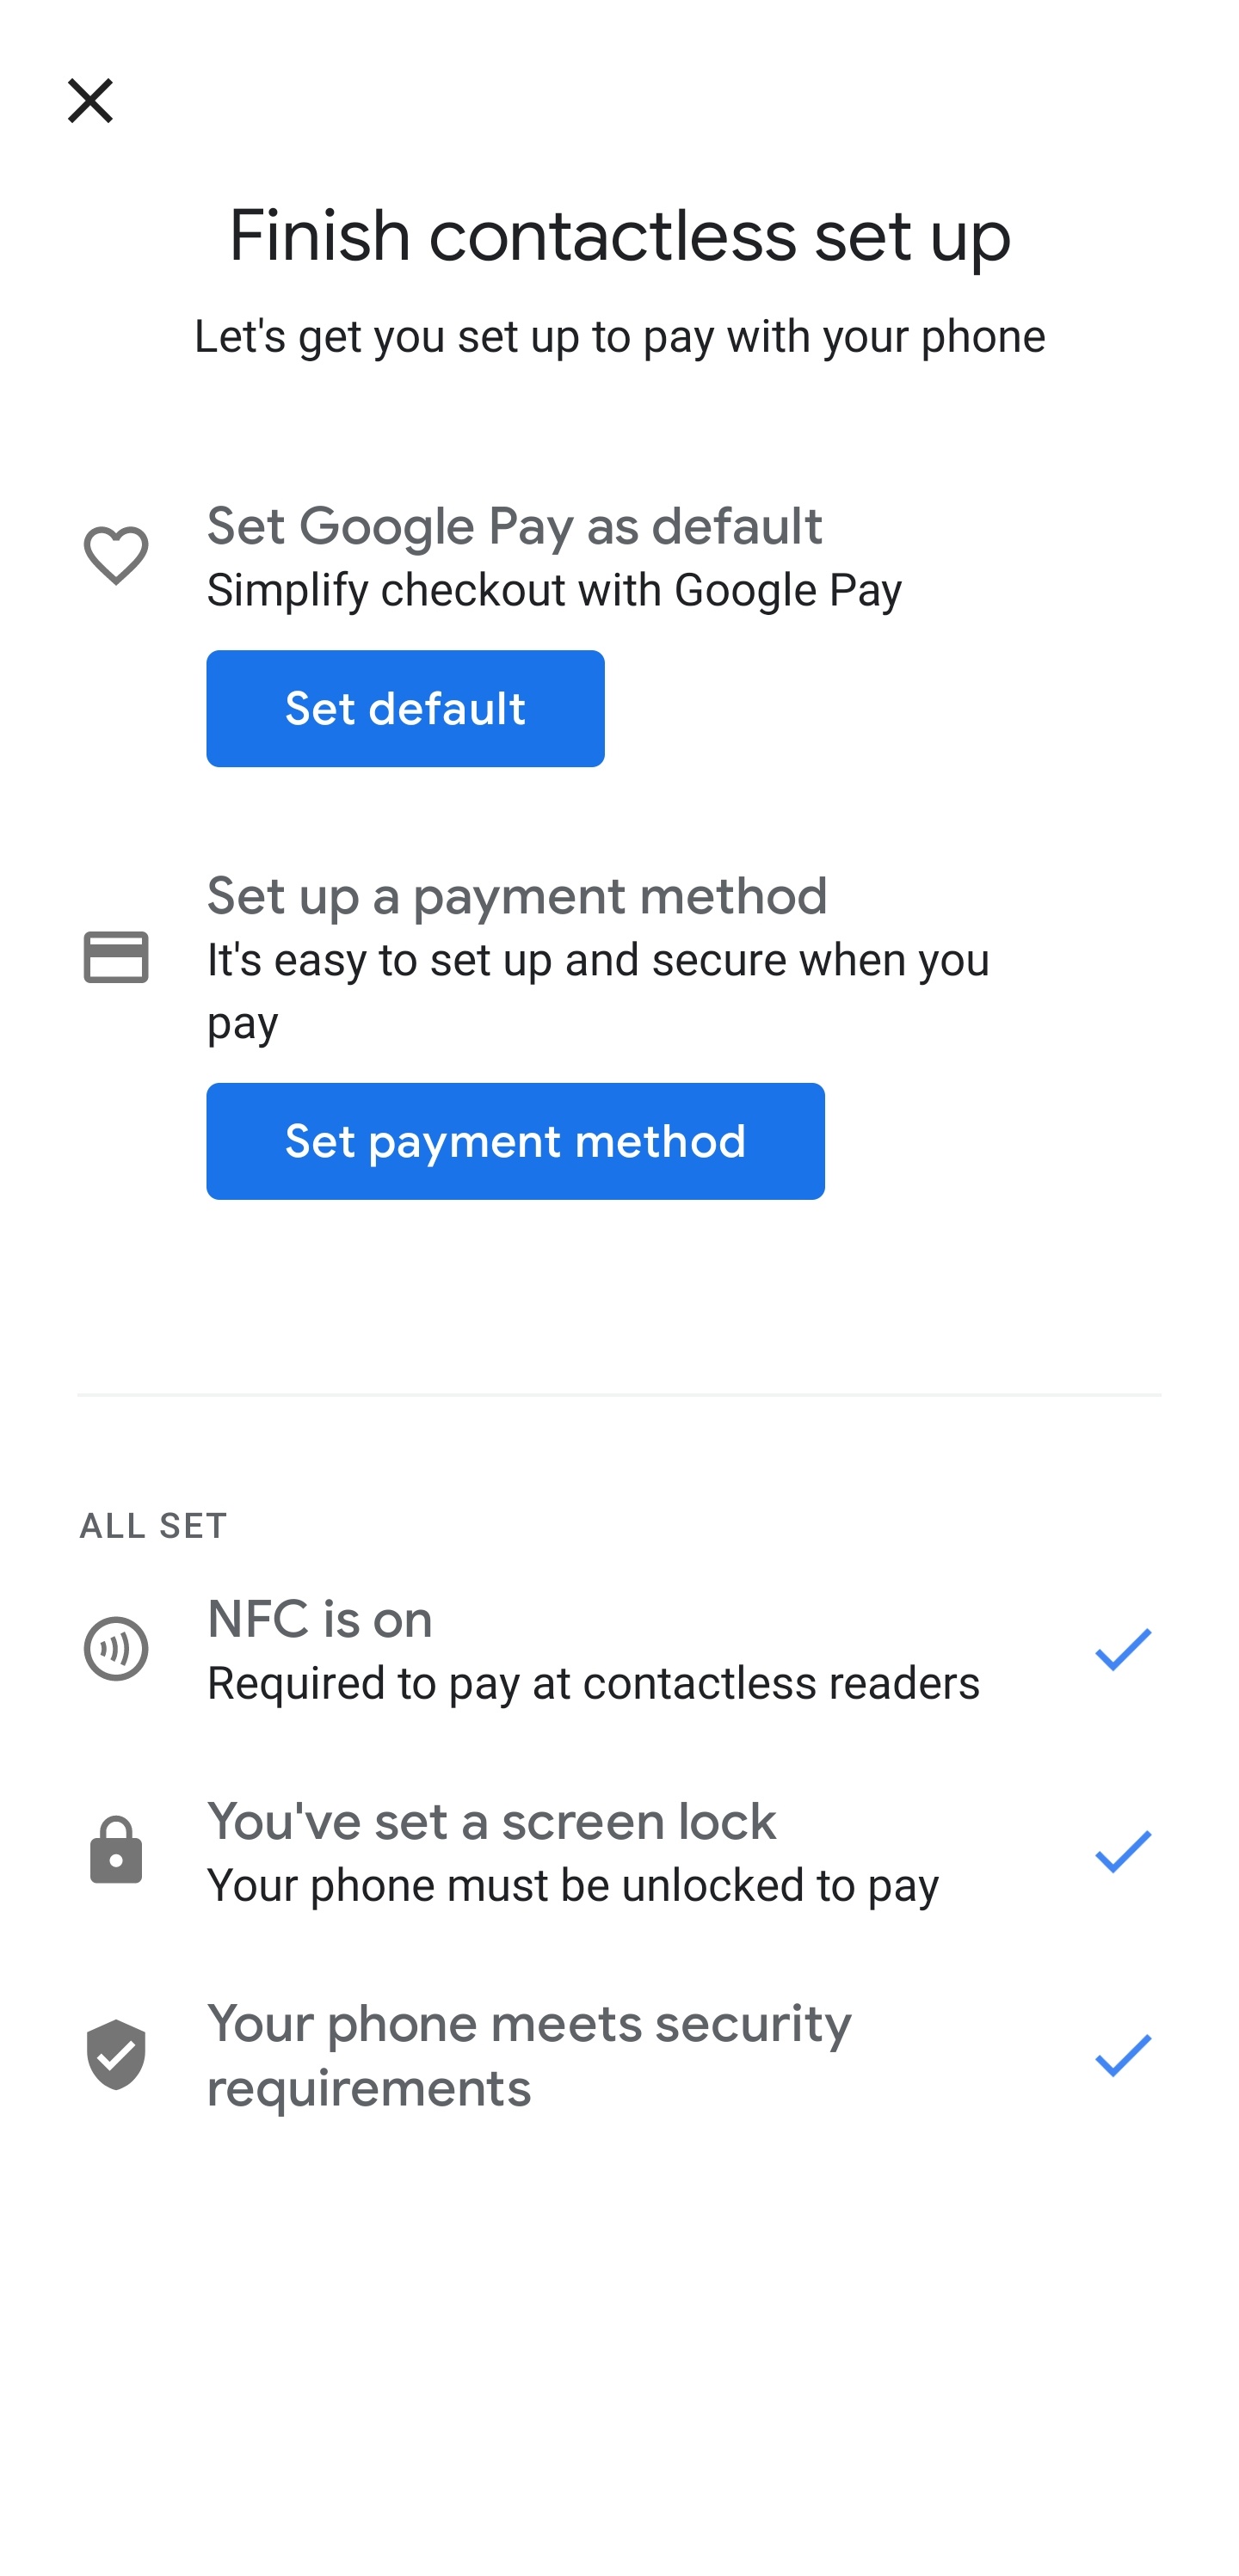 Finish contactless set up
Let's get you set up to pay with your phone
Set Google Pay as default
Simplify checkout with Google Pay
Set default
Set up a payment method
It's easy to set up and secure when you
pay
Set payment method
ALL SET
NFC is on
Required to pay at contactless readers
You've set a screen lock
Your phone must be unlocked to pay
Your phone meets security
requirements